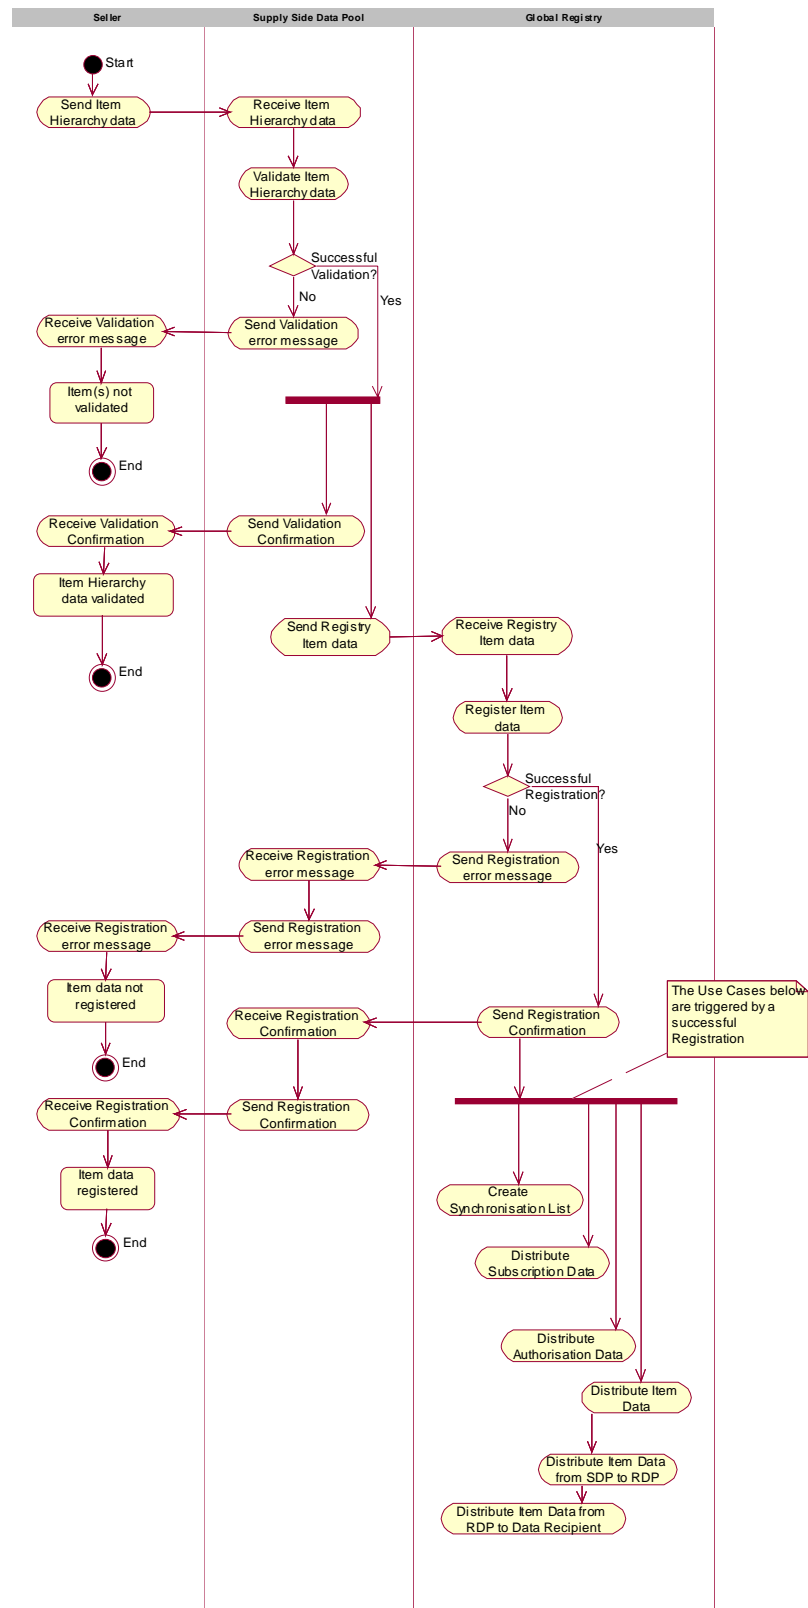 Seller
Supply Side Data Pool
Global Registry
Start
Send Item
Hierarchy data
Receive Item
Hierarchy data
Validate Item
Hierarchy data
Successful
Validation?
No
Yes
Receive Validation
error message
Send Validation
error message
Item(s) not
validated
End
Receive Validation
Confirmation
Send Validation
Confirmation
Item Hierarchy
data validated
End
Send Registry
Item data
Receive Registry
Item data
Register Item
data
Successful
Registration?
No
Yes
Receive Registration
error message
Send Registration
error message
Receive Registration
error message
Send Registration
error message
Item data not
registered
End
The Use Cases below
are triggered by a
successful
Registration
Receive Registration
Confirmation
Send Registration
Confirmation
Receive Registration
Confirmation
Send Registration
Confirmation
Item data
registered
End
Create
Synchronisation List
Distribute
Subscription Data
Distribute
Authorisation Data
Distribute Item
Data
Distribute Item Data
from SDP to RDP
Distribute Item Data from
RDP to Data Recipient